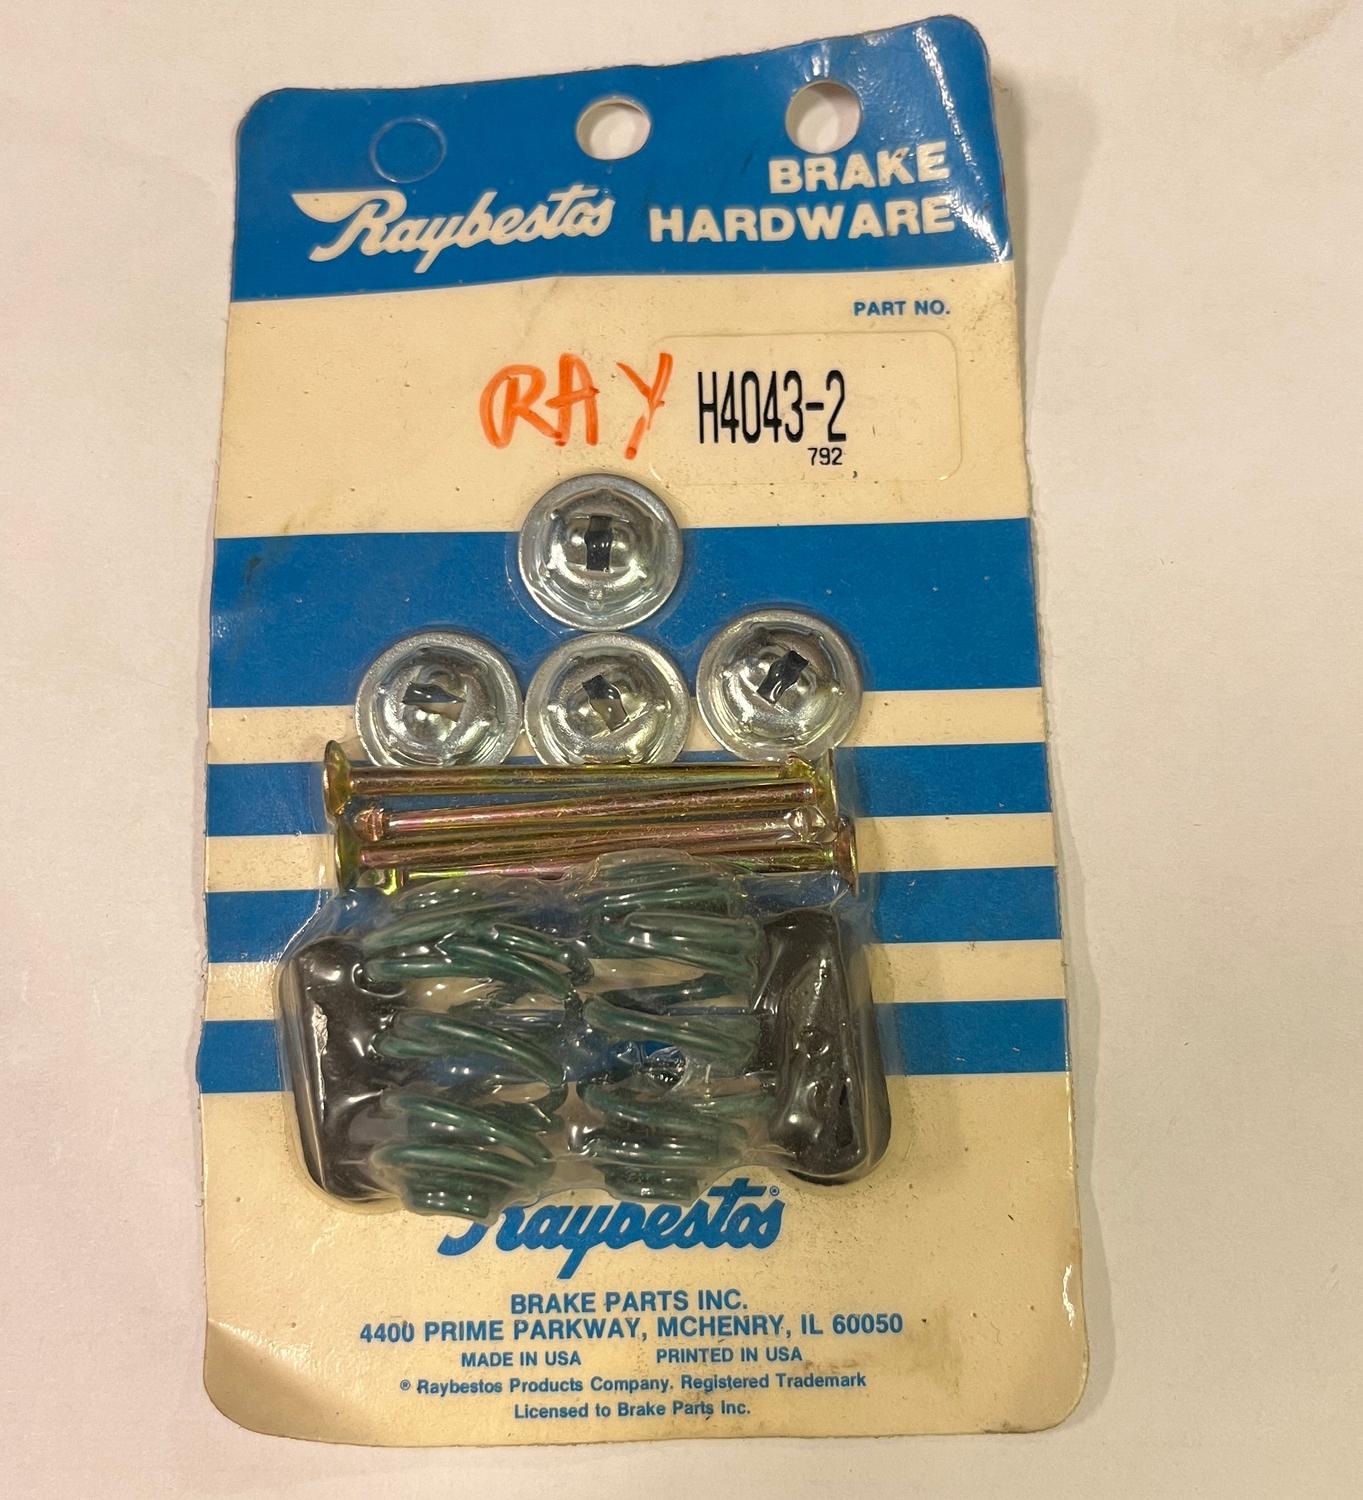 Raybestos
BRAKE
HARDWARE
PART NO.
RAY H4043-2
792
Raybestos®
BRAKE PARTS INC.
4400 PRIME PARKWAY, MCHENRY, IL 60050
MADE IN USA PRINTED IN USA
® Raybestos Products Company. Registered Trademark
Licensed to Brake Parts Inc.